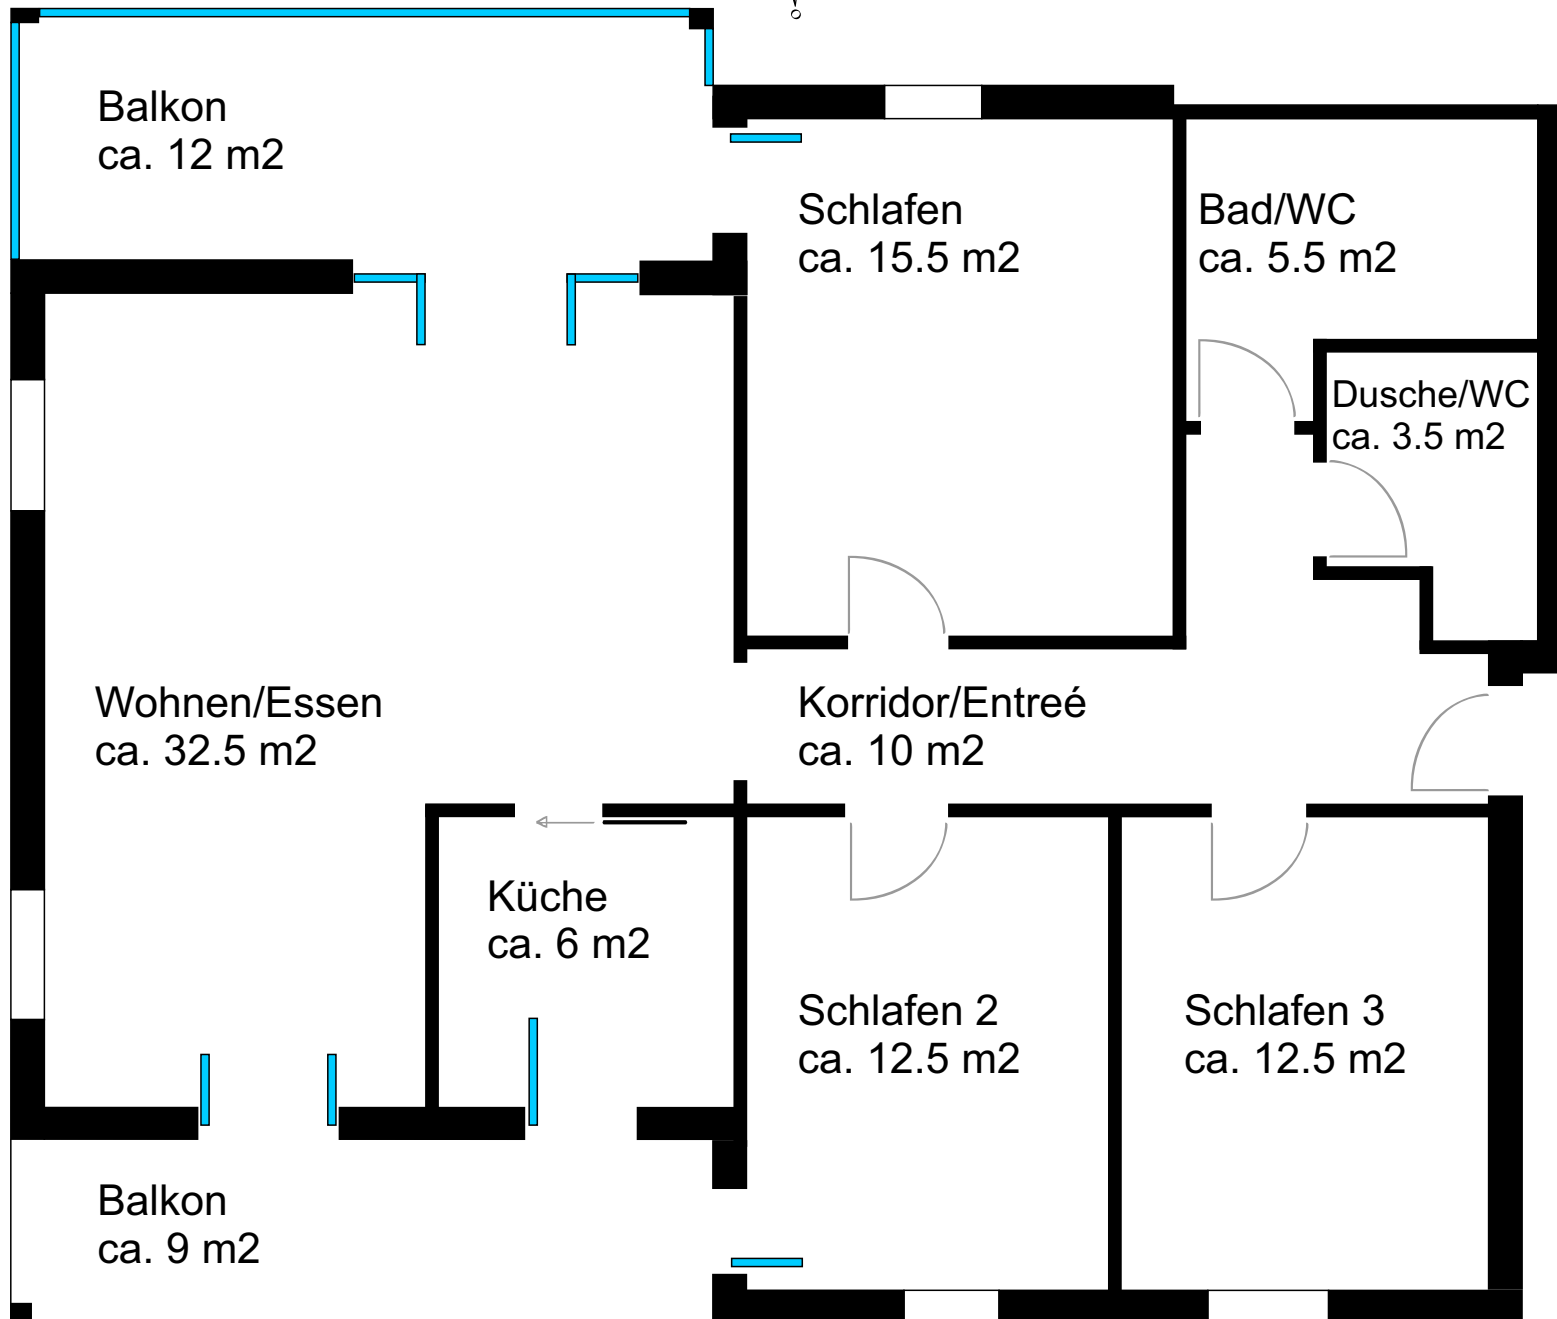 Balkon
ca. 12 m2
Schlafen
ca. 15.5 m2
Bad/WC
ca. 5.5 m2
Dusche/WC
ca. 3.5 m2
Wohnen/Essen
ca. 32.5 m2
Korridor/Entreé
ca. 10 m2
Küche
ca. 6 m2
Schlafen 2
ca. 12.5 m2
Schlafen 3
ca. 12.5 m2
Balkon
ca. 9 m2